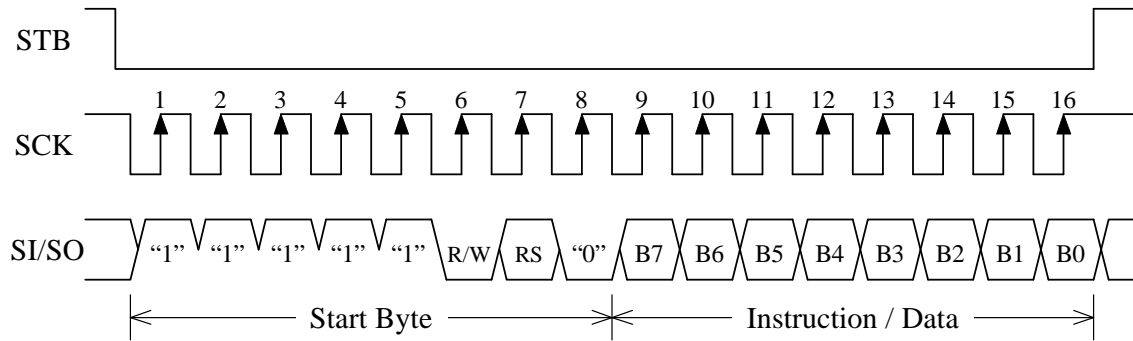 STB
1 2 3 4 5 6 7 8 9 10 11 12 13 14 15 16
SCK
SI/SO “1” “1” “1” “1” “1” R/W RS “0” B7 B6 B5 B4 B3 B2 B1 B0
Start Byte Instruction / Data